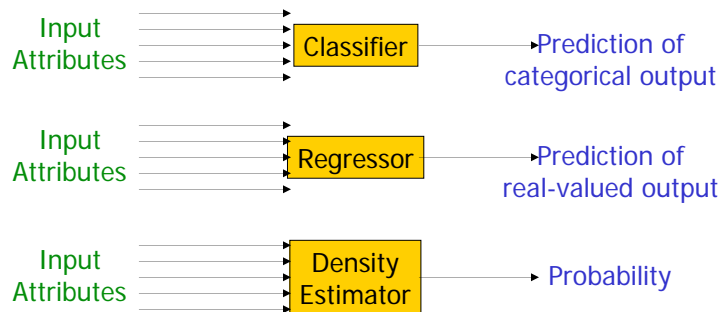 Input
Attributes
Classifier
Prediction of
categorical output
Input
Attributes
Regressor
Prediction of
real-valued output
Input
Attributes
Density
Estimator
Probability